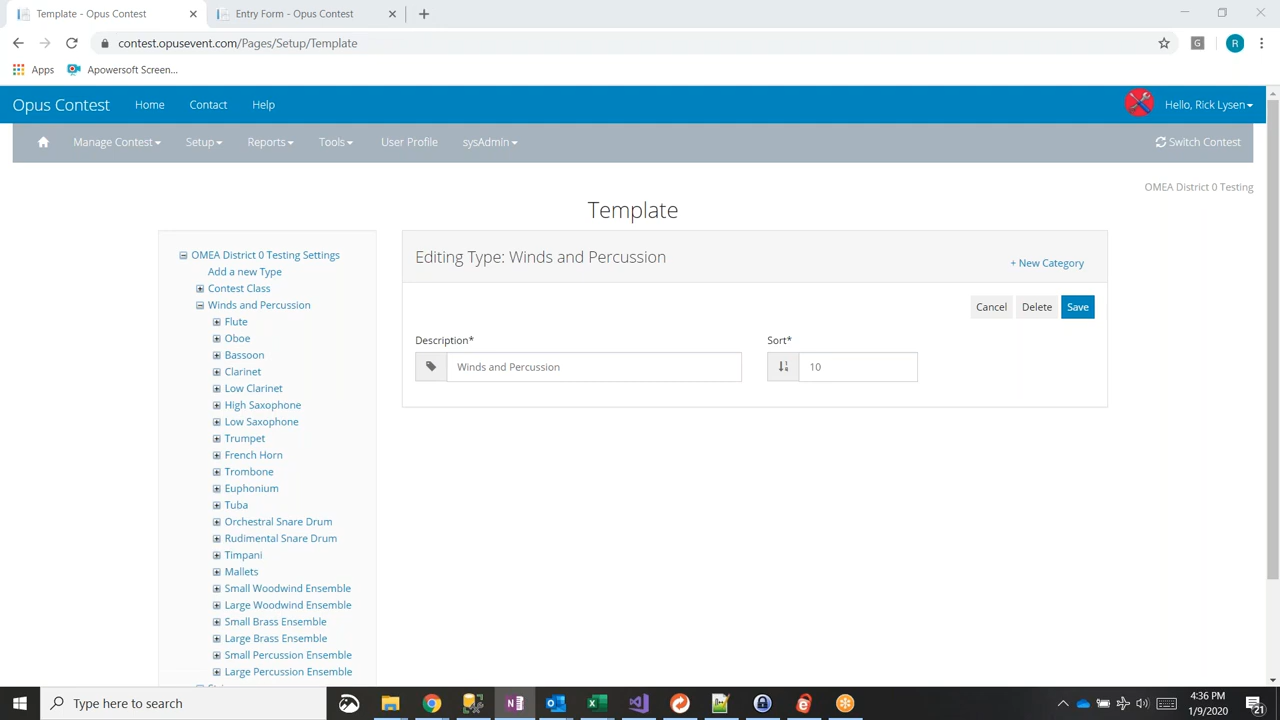 Template - Opus Contest
Entry Form - Opus Contest
contest.opusevent.com/Pages/Setup/Template
G
R
Apps
Apowersoft Screen...
Opus Contest
Home
Contact
Help
Hello, Rick Lysen
Manage Contest
Setup
Reports
Tools
User Profile
sysAdmin
Switch Contest
OMEA District 0 Testing
Template
OMEA District 0 Testing Settings
Add a new Type
Contest Class
Winds and Percussion
Flute
Oboe
Bassoon
Clarinet
Low Clarinet
High Saxophone
Low Saxophone
Trumpet
French Horn
Trombone
Euphonium
Tuba
Orchestral Snare Drum
Rudimental Snare Drum
Timpani
Mallets
Small Woodwind Ensemble
Large Woodwind Ensemble
Small Brass Ensemble
Large Brass Ensemble
Small Percussion Ensemble
Large Percussion Ensemble
Editing Type: Winds and Percussion
+ New Category
Cancel
Delete
Save
Description*
Sort*
Winds and Percussion
10
Type here to search
4:36 PM
1/9/2020
21